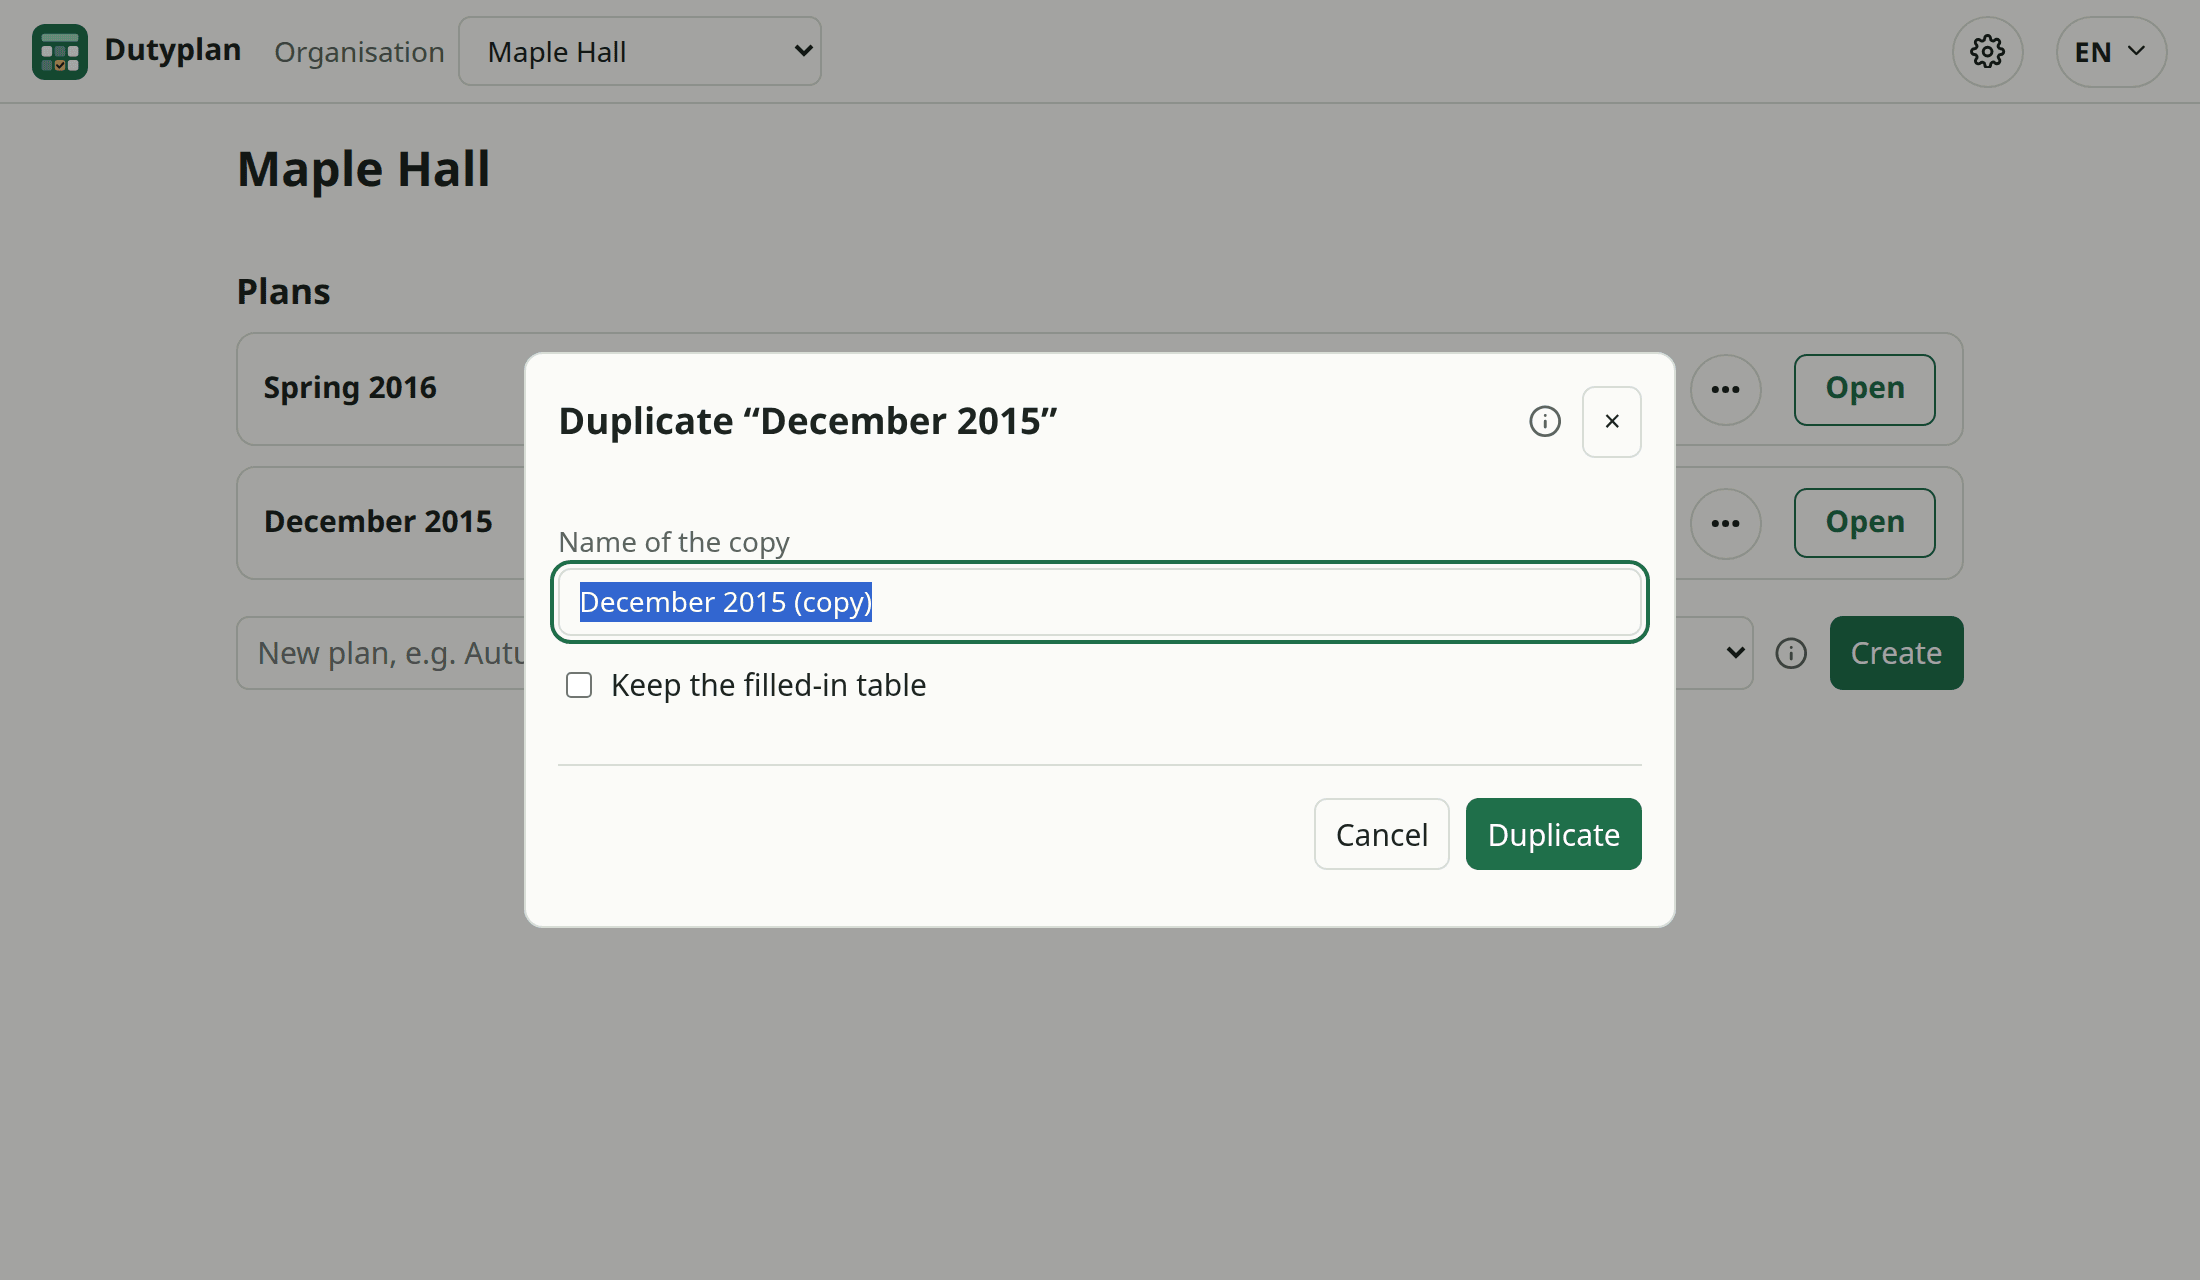 Dutyplan Organisation Maple Hall EN
Maple Hall
Plans
Spring 2016 ••• Open
Duplicate “December 2015” ×
December 2015 ••• Open
Name of the copy
December 2015 (copy)
New plan, e.g. Create
Keep the filled-in table
Cancel Duplicate